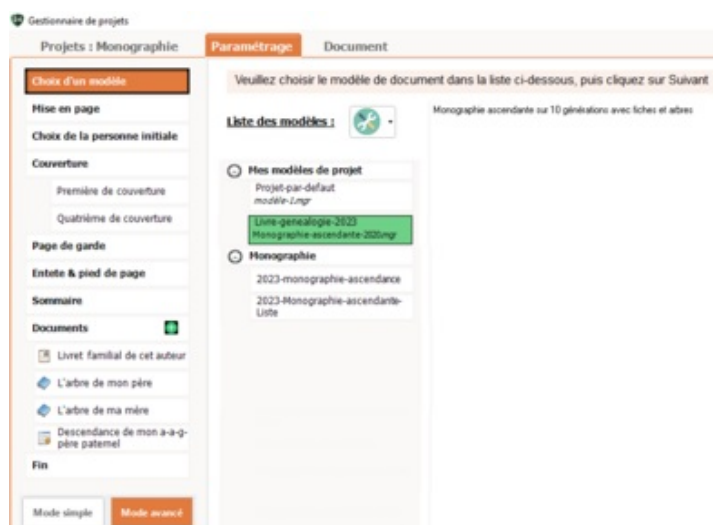 Gestionnaire de projets
Projets : Monographie
Paramétrage
Document
Choix d'un modèle
Mise en page
Choix de la personne initiale
Couverture
Première de couverture
Quatrième de couverture
Page de garde
Entete & pied de page
Sommaire
Documents
Livret familial de cet auteur
L'arbre de mon père
L'arbre de ma mère
Descendance de mon a-a-g-
père paternel
Fin
Mode simple
Mode avancé
Veuillez choisir le modèle de document dans la liste ci-dessous, puis cliquez sur Suivant
Liste des modèles :
Mes modèles de projet
Projet-par-defaut
modèle-1.mgr
Livre-genealogie-2023
Monographie-ascendante-2020.mgr
Monographie
2023-monographie-ascendance
2023-Monographie-ascendante-
Liste
Monographie ascendante sur 10 générations avec fiches et arbres